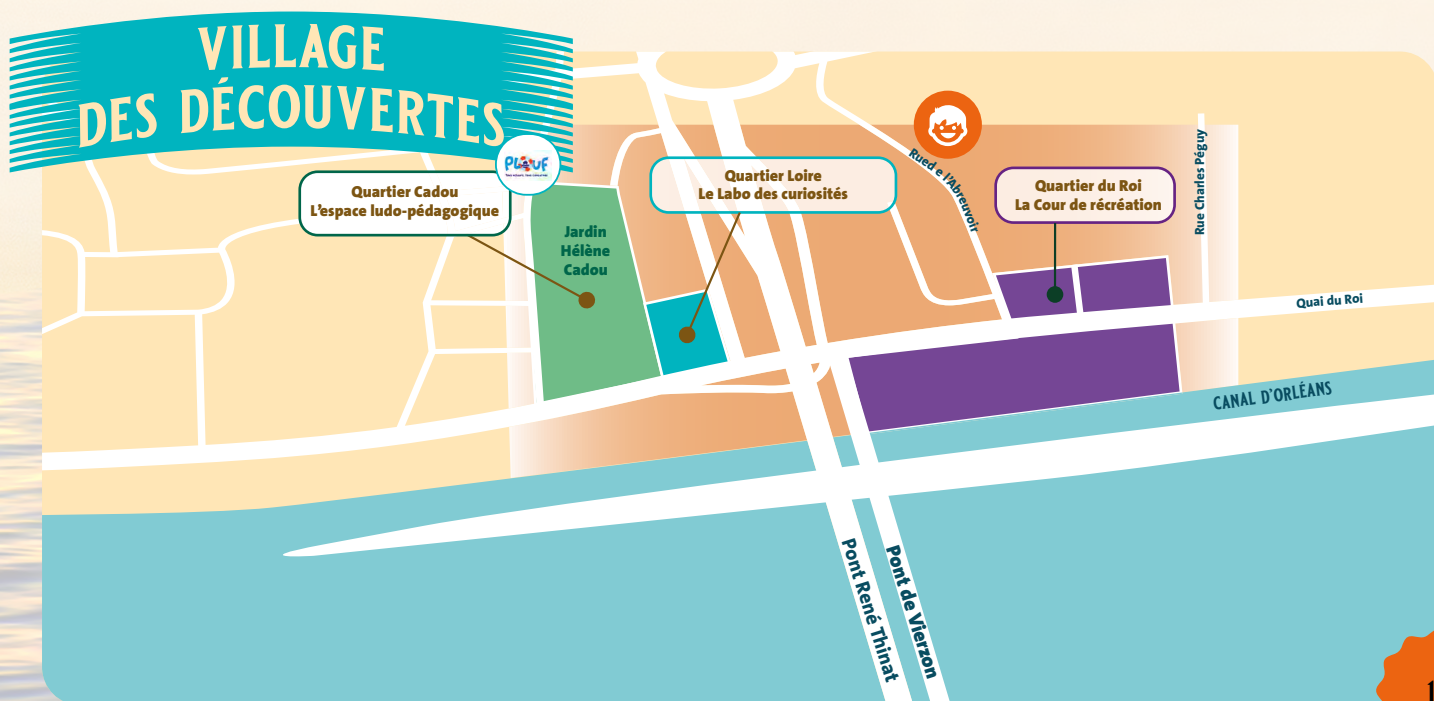 VILLAGE
DES DÉCOUVERTES
PLOUF
Quartier Cadou
L'espace ludo-pédagogique
Quartier Loire
Le Labo des curiosités
Quartier du Roi
La Cour de récréation
Jardin
Hélène
Cadou
Rued e l'Abreuvoir
Rue Charles Péguy
Quai du Roi
CANAL D'ORLÉANS
Pont René Thinat
Pont de Vierzon